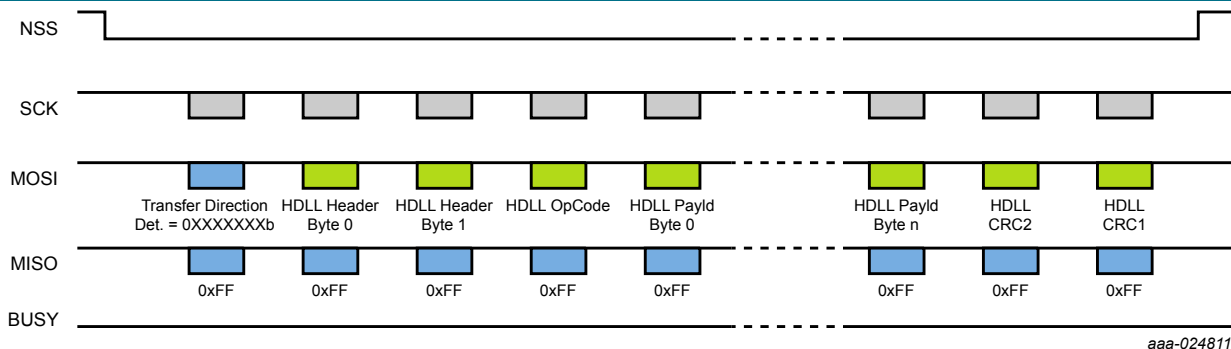 NSS
SCK
MOSI
Transfer Direction
Det. = 0XXXXXXXb
HDLL Header
Byte 0
HDLL Header
Byte 1
HDLL OpCode
HDLL Payld
Byte 0
HDLL Payld
Byte n
HDLL
CRC2
HDLL
CRC1
MISO
0xFF
0xFF
0xFF
0xFF
0xFF
0xFF
0xFF
0xFF
BUSY
aaa-024811